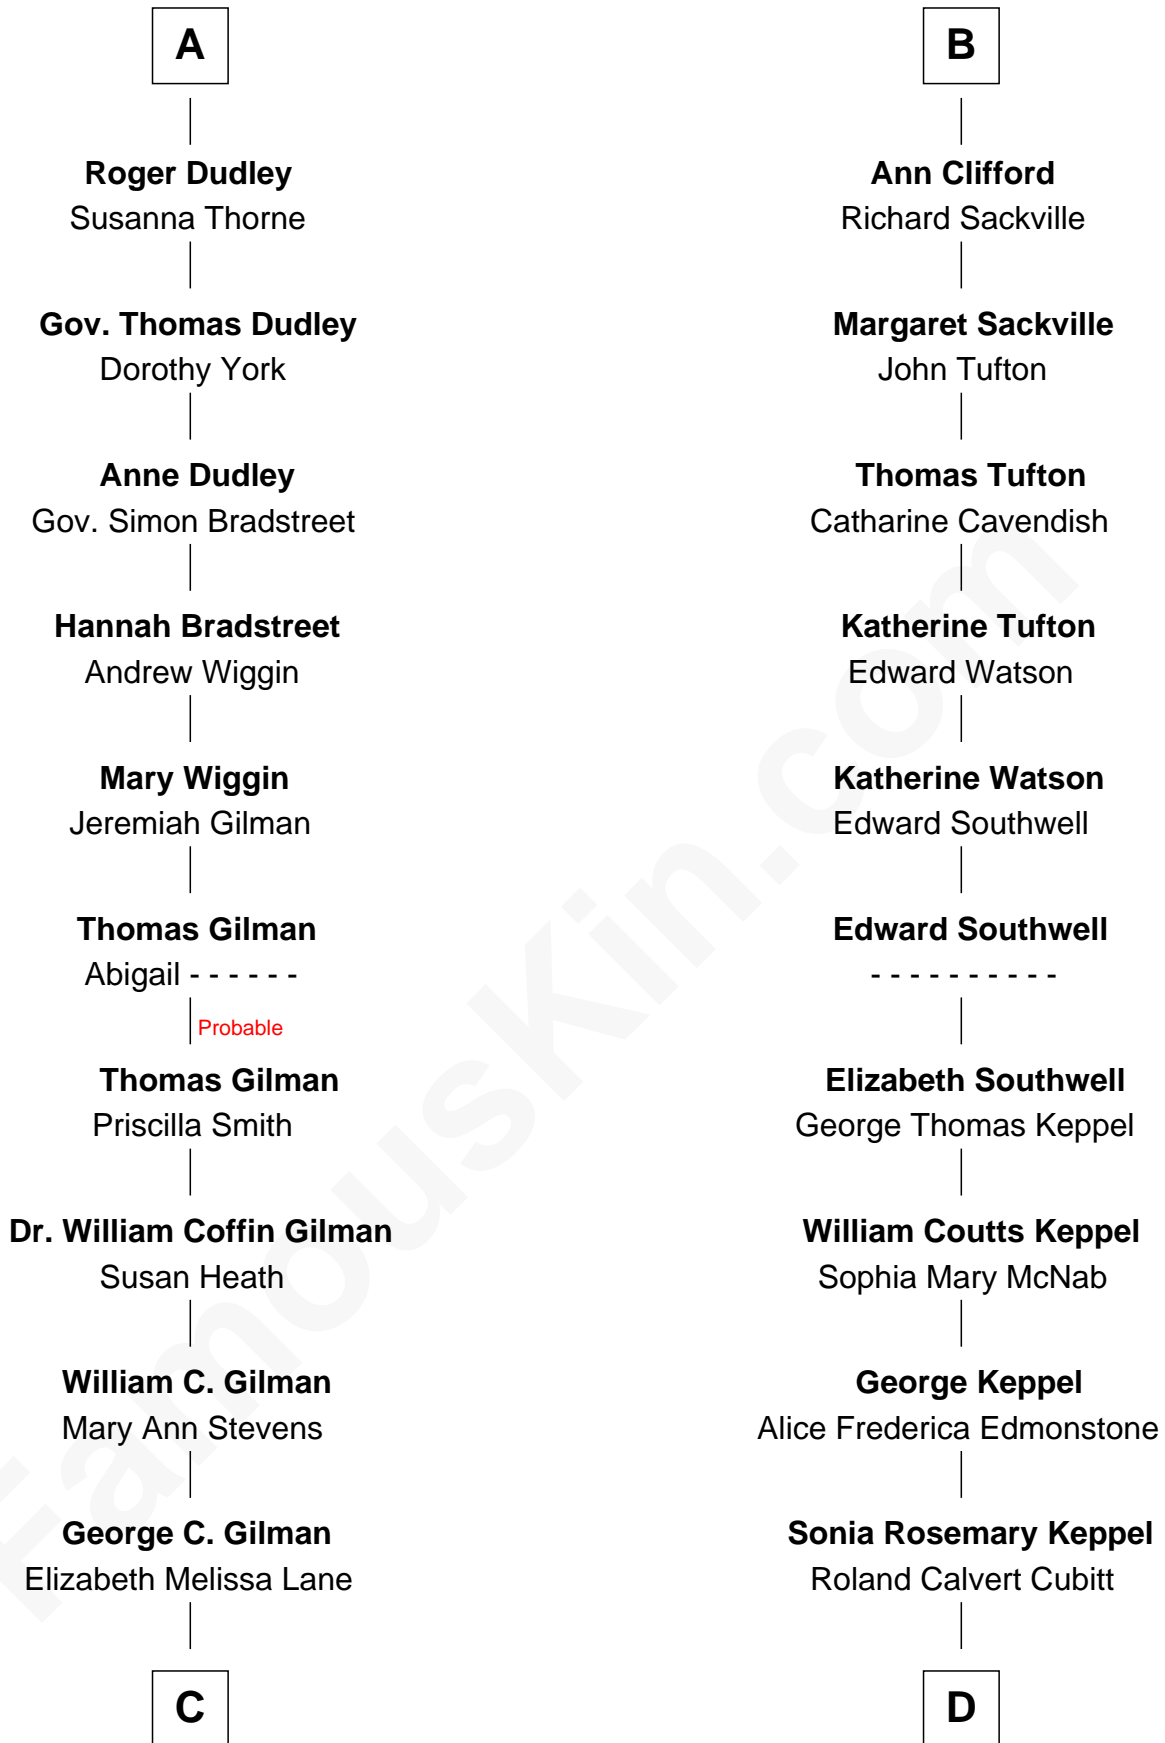 A
Roger Dudley
Susanna Thorne
Gov. Thomas Dudley
Dorothy York
Anne Dudley
Gov. Simon Bradstreet
Hannah Bradstreet
Andrew Wiggin
Mary Wiggin
Jeremiah Gilman
Thomas Gilman
Abigail - - - - - -
Probable
Thomas Gilman
Priscilla Smith
Dr. William Coffin Gilman
Susan Heath
William C. Gilman
Mary Ann Stevens
George C. Gilman
Elizabeth Melissa Lane
C
B
Ann Clifford
Richard Sackville
Margaret Sackville
John Tufton
Thomas Tufton
Catharine Cavendish
Katherine Tufton
Edward Watson
Katherine Watson
Edward Southwell
Edward Southwell
- - - - - - - - - -
Elizabeth Southwell
George Thomas Keppel
William Coutts Keppel
Sophia Mary McNab
George Keppel
Alice Frederica Edmonstone
Sonia Rosemary Keppel
Roland Calvert Cubitt
D
FamousKin.com